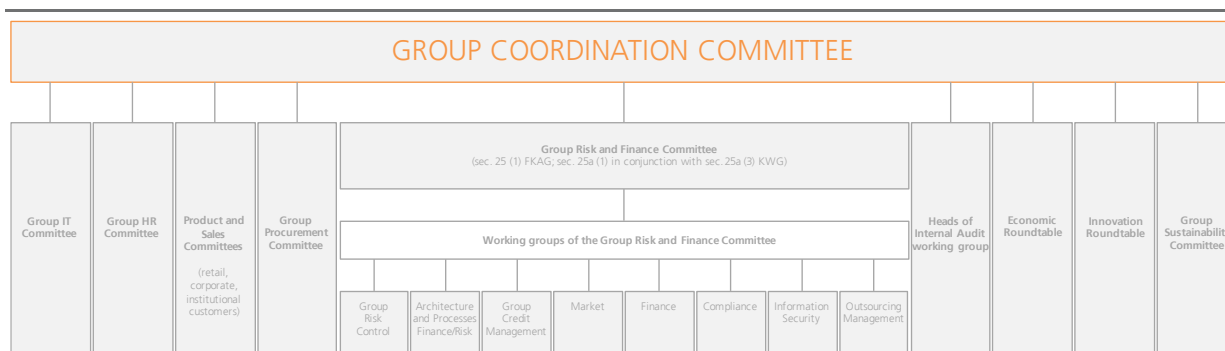 GROUP COORDINATION COMMITTEE
Group IT
Committee
Group HR
Committee
Product and
Sales
Committees
(retail,
corporate,
institutional
customers)
Group
Procurement
Committee
Group Risk and Finance Committee
(sec. 25 (1) FKAG; sec. 25a (1) in conjunction with sec. 25a (3) KWG)
Working groups of the Group Risk and Finance Committee
Group
Risk
Control
Architecture
and Processes
Finance/Risk
Group
Credit
Management
Market
Finance
Compliance
Information
Security
Outsourcing
Management
Heads of
Internal Audit
working group
Economic
Roundtable
Innovation
Roundtable
Group
Sustainabilit
Committee